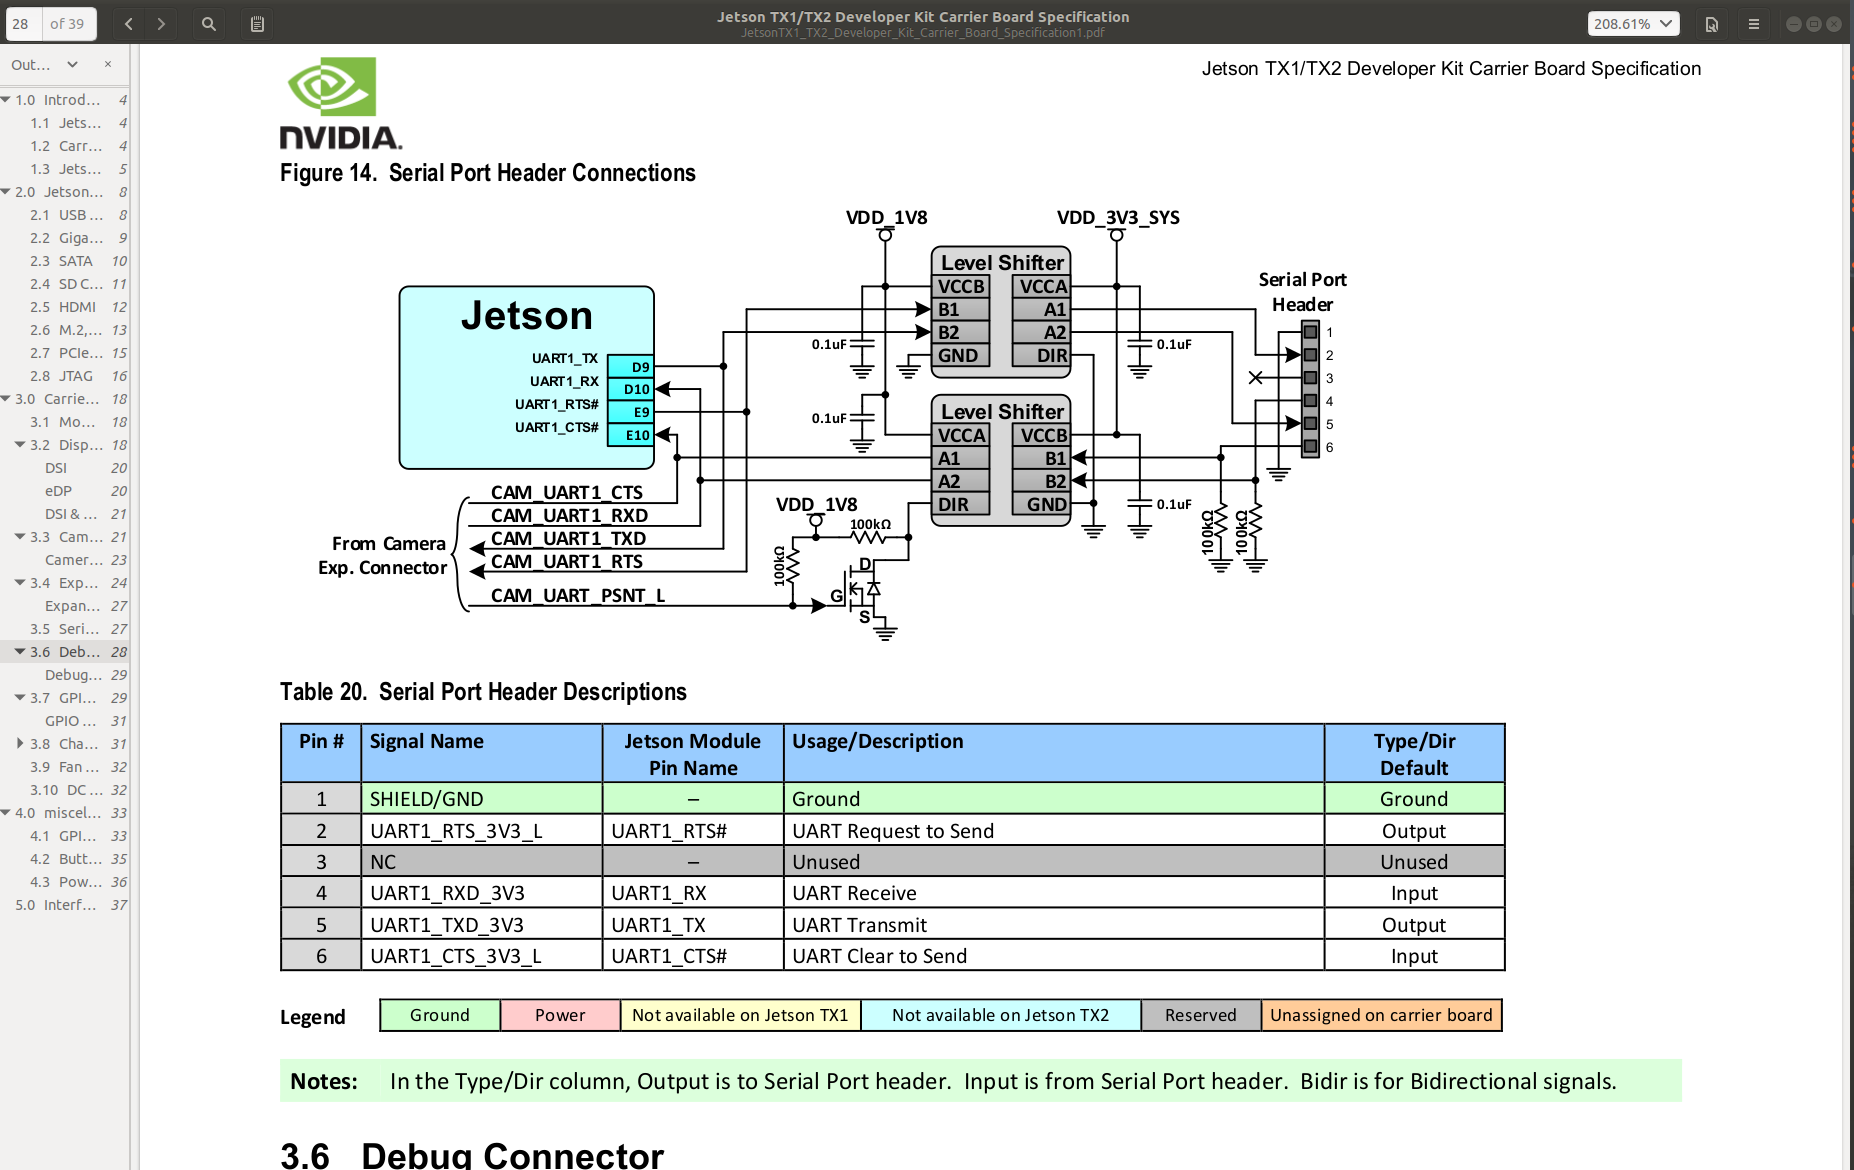 28 of 39
Jetson TX1/TX2 Developer Kit Carrier Board Specification
JetsonTX1_TX2_Developer_Kit_Carrier_Board_Specification1.pdf
208.61%
Out...
1.0 Introd... 4
1.1 Jets... 4
1.2 Carr... 4
1.3 Jets... 5
2.0 Jetson... 8
2.1 USB ... 8
2.2 Giga... 9
2.3 SATA 10
2.4 SD C... 11
2.5 HDMI 12
2.6 M.2,... 13
2.7 PCIe... 15
2.8 JTAG 16
3.0 Carrie... 18
3.1 Mo... 18
3.2 Disp... 18
DSI 20
eDP 20
DSI & ... 21
3.3 Cam... 21
Camer... 23
3.4 Exp... 24
Expan... 27
3.5 Seri... 27
3.6 Deb... 28
Debug... 29
3.7 GPI... 29
GPIO ... 31
3.8 Cha... 31
3.9 Fan ... 32
3.10 DC ... 32
4.0 miscel... 33
4.1 GPI... 33
4.2 Butt... 35
4.3 Pow... 36
5.0 Interf... 37
NVIDIA.
Jetson TX1/TX2 Developer Kit Carrier Board Specification
Figure 14. Serial Port Header Connections
VDD_1V8
VDD_3V3_SYS
Level Shifter
VCCB VCCA
B1 A1
B2 A2
GND DIR
Serial Port
Header
1
2
3
4
5
6
Jetson
UART1_TX D9
UART1_RX D10
UART1_RTS# E9
UART1_CTS# E10
0.1uF
0.1uF
0.1uF
0.1uF
Level Shifter
VCCA VCCB
A1 B1
A2 B2
DIR GND
CAM_UART1_CTS
CAM_UART1_RXD
CAM_UART1_TXD
CAM_UART1_RTS
CAM_UART_PSNT_L
From Camera
Exp. Connector
VDD_1V8
100kΩ
100kΩ
100kΩ
100kΩ
D
G
S
Table 20. Serial Port Header Descriptions
Pin # Signal Name Jetson Module Pin Name Usage/Description Type/Dir Default
1 SHIELD/GND – Ground Ground
2 UART1_RTS_3V3_L UART1_RTS# UART Request to Send Output
3 NC – Unused Unused
4 UART1_RXD_3V3 UART1_RX UART Receive Input
5 UART1_TXD_3V3 UART1_TX UART Transmit Output
6 UART1_CTS_3V3_L UART1_CTS# UART Clear to Send Input
Legend Ground Power Not available on Jetson TX1 Not available on Jetson TX2 Reserved Unassigned on carrier board
Notes: In the Type/Dir column, Output is to Serial Port header. Input is from Serial Port header. Bidir is for Bidirectional signals.
3.6 Debug Connector